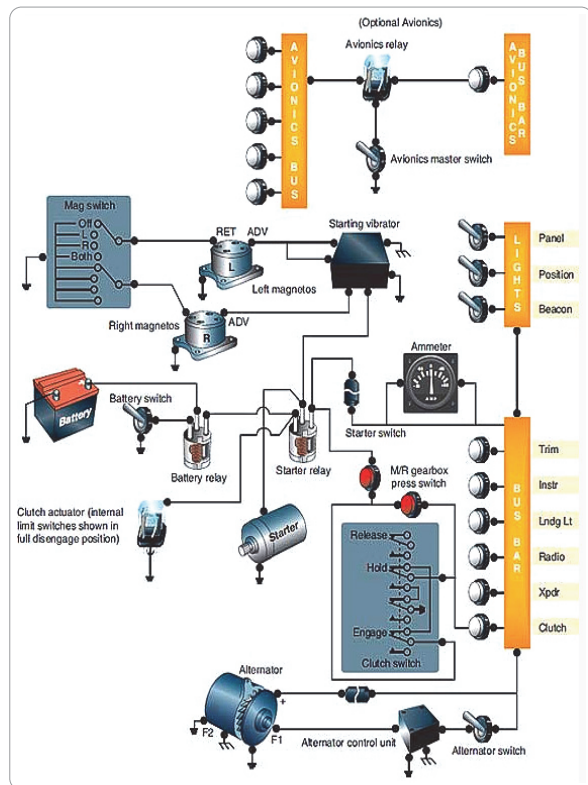 (Optional Avionics)
AVIONICS BUS
Avionics relay
AVIONICS
BUS BAR
Avionics master switch
Mag switch
Off
L
R
Both
RET
ADV
L
Starting vibrator
Left magnetos
Right magnetos
ADV
R
LIGHTS
Panel
Position
Beacon
Ammeter
AMP
Battery
Battery switch
Battery relay
Starter relay
Starter switch
M/R gearbox
press switch
BUS BAR
Trim
Instr
Lndg Lt
Radio
Xpdr
Clutch
Clutch actuator (internal
limit switches shown in
full disengage position)
Starter
Release
Hold
Engage
Clutch switch
Alternator
+
F2
F1
Alternator control unit
Alternator switch